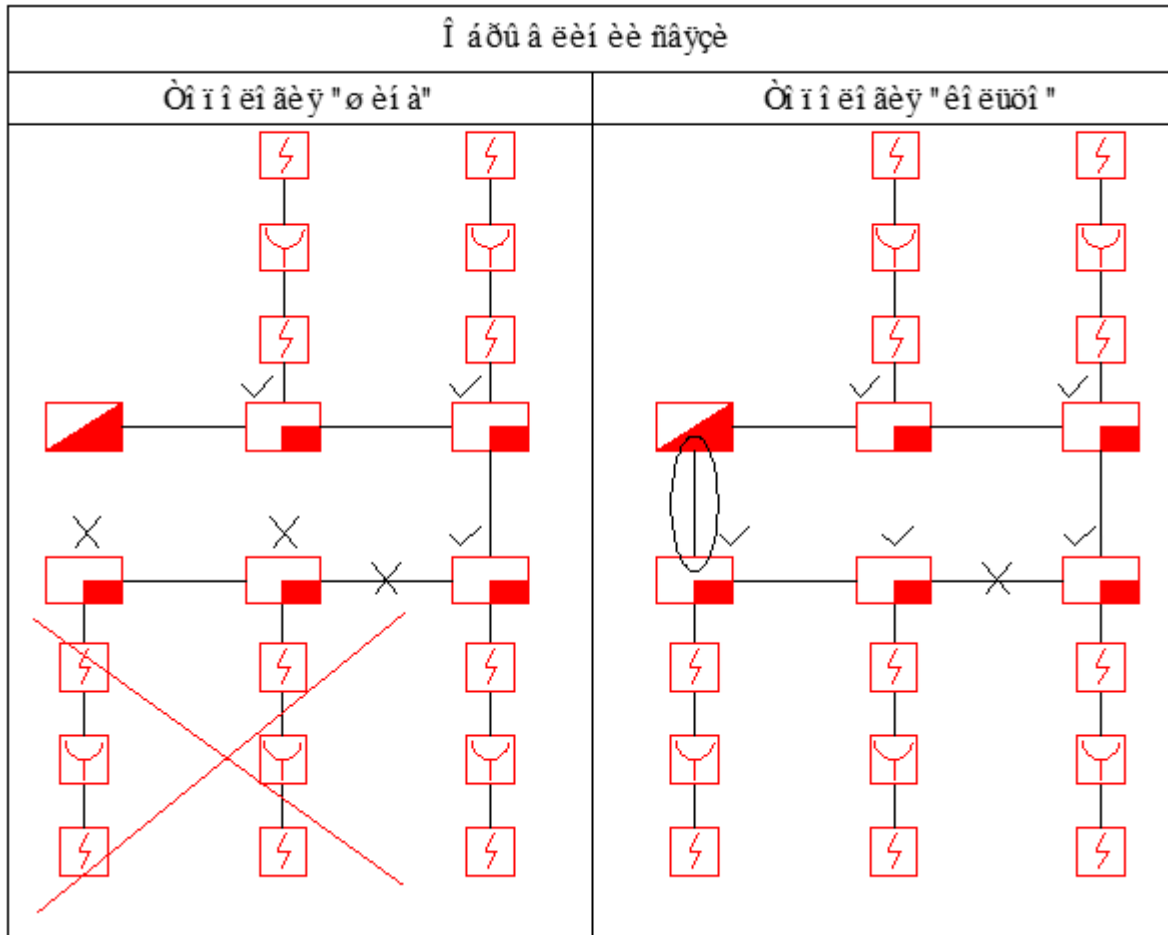 Î áðû â ëèí èè ñâÿçè
Òî ï î ëî ãèÿ "ø èí à"
Òî ï î ëî ãèÿ "êî ëüöî "